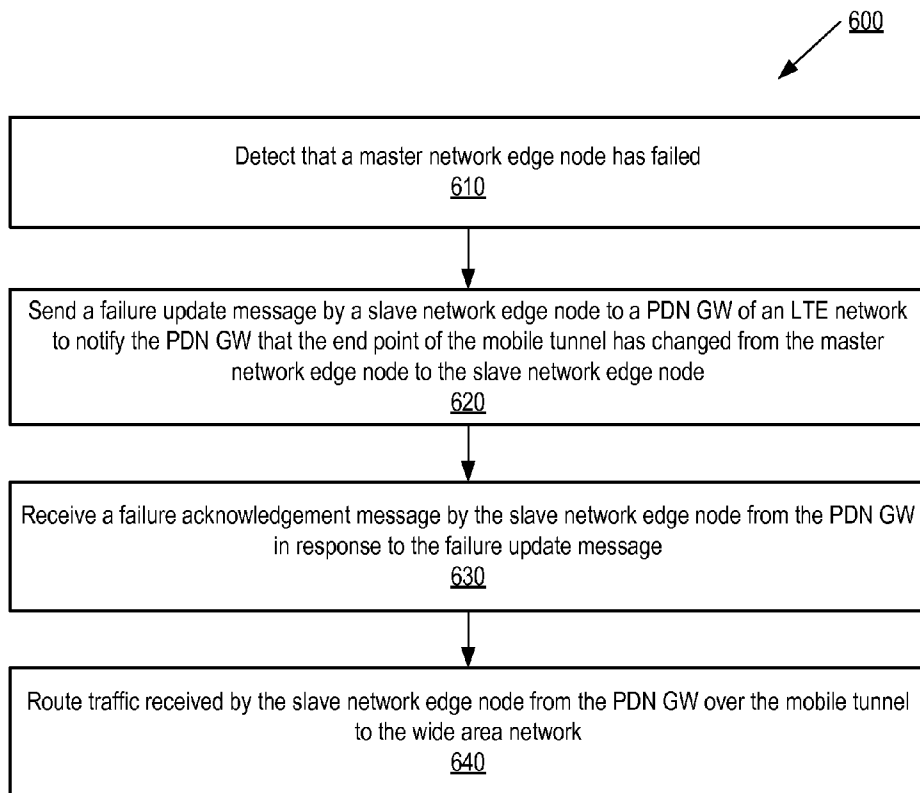 600
Detect that a master network edge node has failed
610
Send a failure update message by a slave network edge node to a PDN GW of an LTE network
to notify the PDN GW that the end point of the mobile tunnel has changed from the master
network edge node to the slave network edge node
620
Receive a failure acknowledgement message by the slave network edge node from the PDN GW
in response to the failure update message
630
Route traffic received by the slave network edge node from the PDN GW over the mobile tunnel
to the wide area network
640